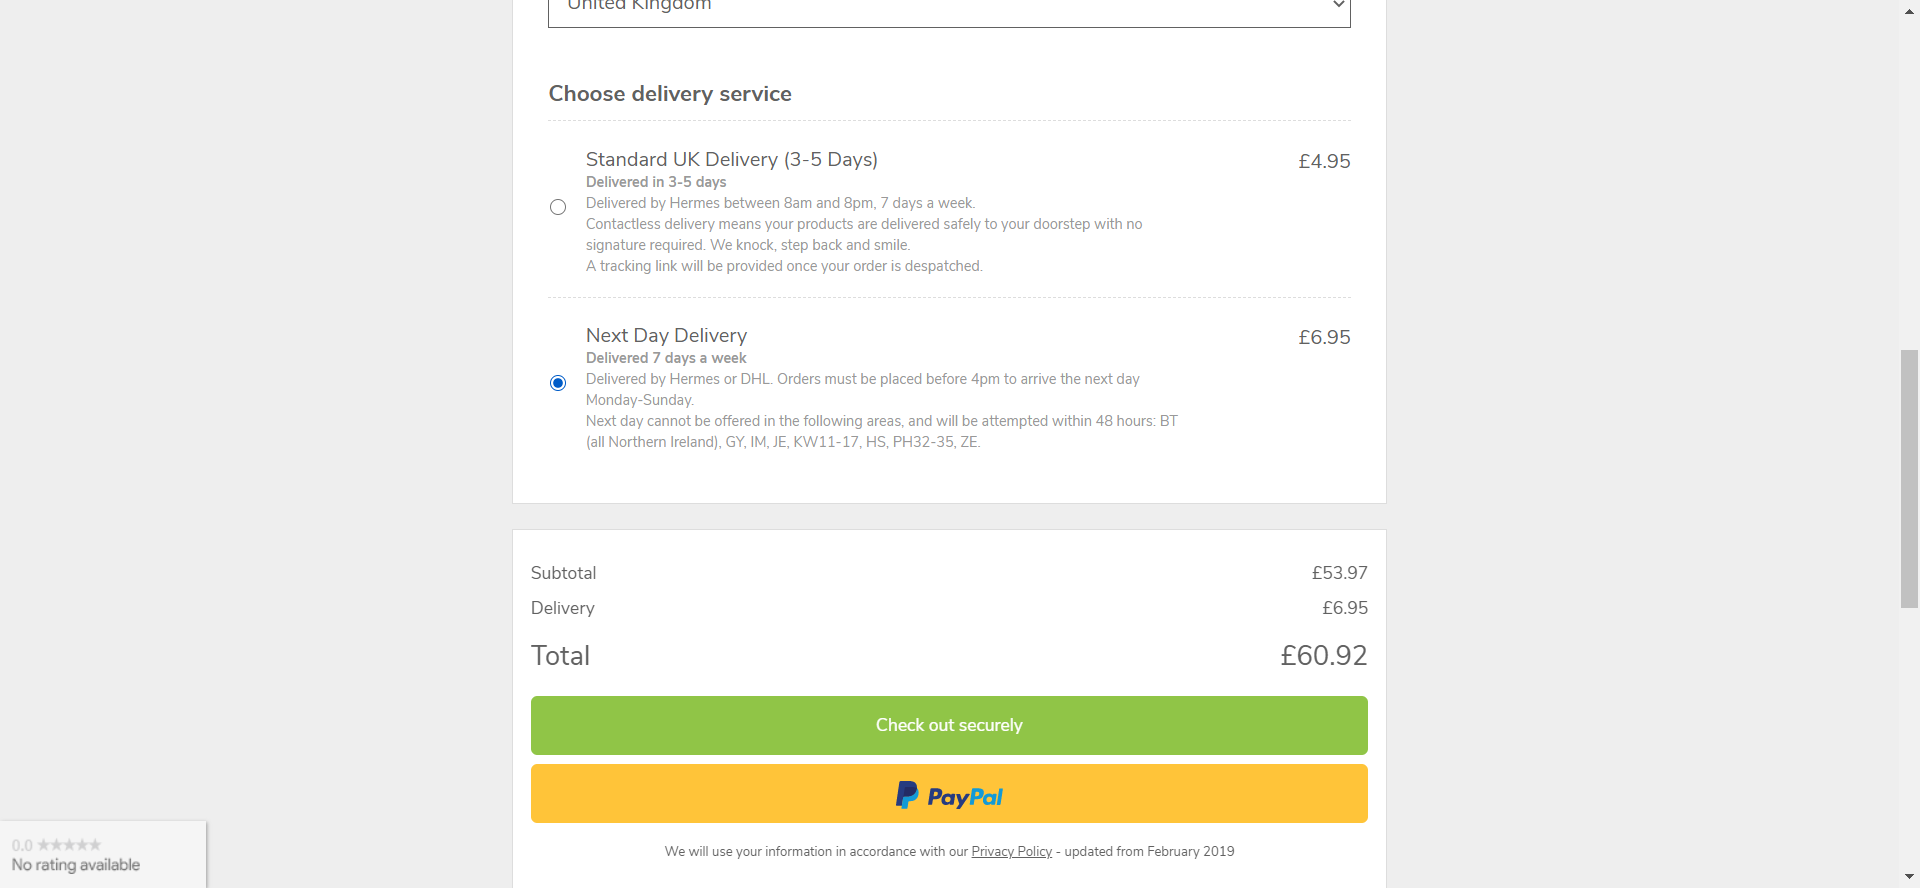 United Kingdom
Choose delivery service
Standard UK Delivery (3-5 Days)
£4.95
Delivered in 3-5 days
Delivered by Hermes between 8am and 8pm, 7 days a week.
Contactless delivery means your products are delivered safely to your doorstep with no
signature required. We knock, step back and smile.
A tracking link will be provided once your order is despatched.
Next Day Delivery
£6.95
Delivered 7 days a week
Delivered by Hermes or DHL. Orders must be placed before 4pm to arrive the next day
Monday-Sunday.
Next day cannot be offered in the following areas, and will be attempted within 48 hours: BT
(all Northern Ireland), GY, IM, JE, KW11-17, HS, PH32-35, ZE.
Subtotal
£53.97
Delivery
£6.95
Total
£60.92
Check out securely
PayPal
We will use your information in accordance with our Privacy Policy - updated from February 2019
0.0
No rating available